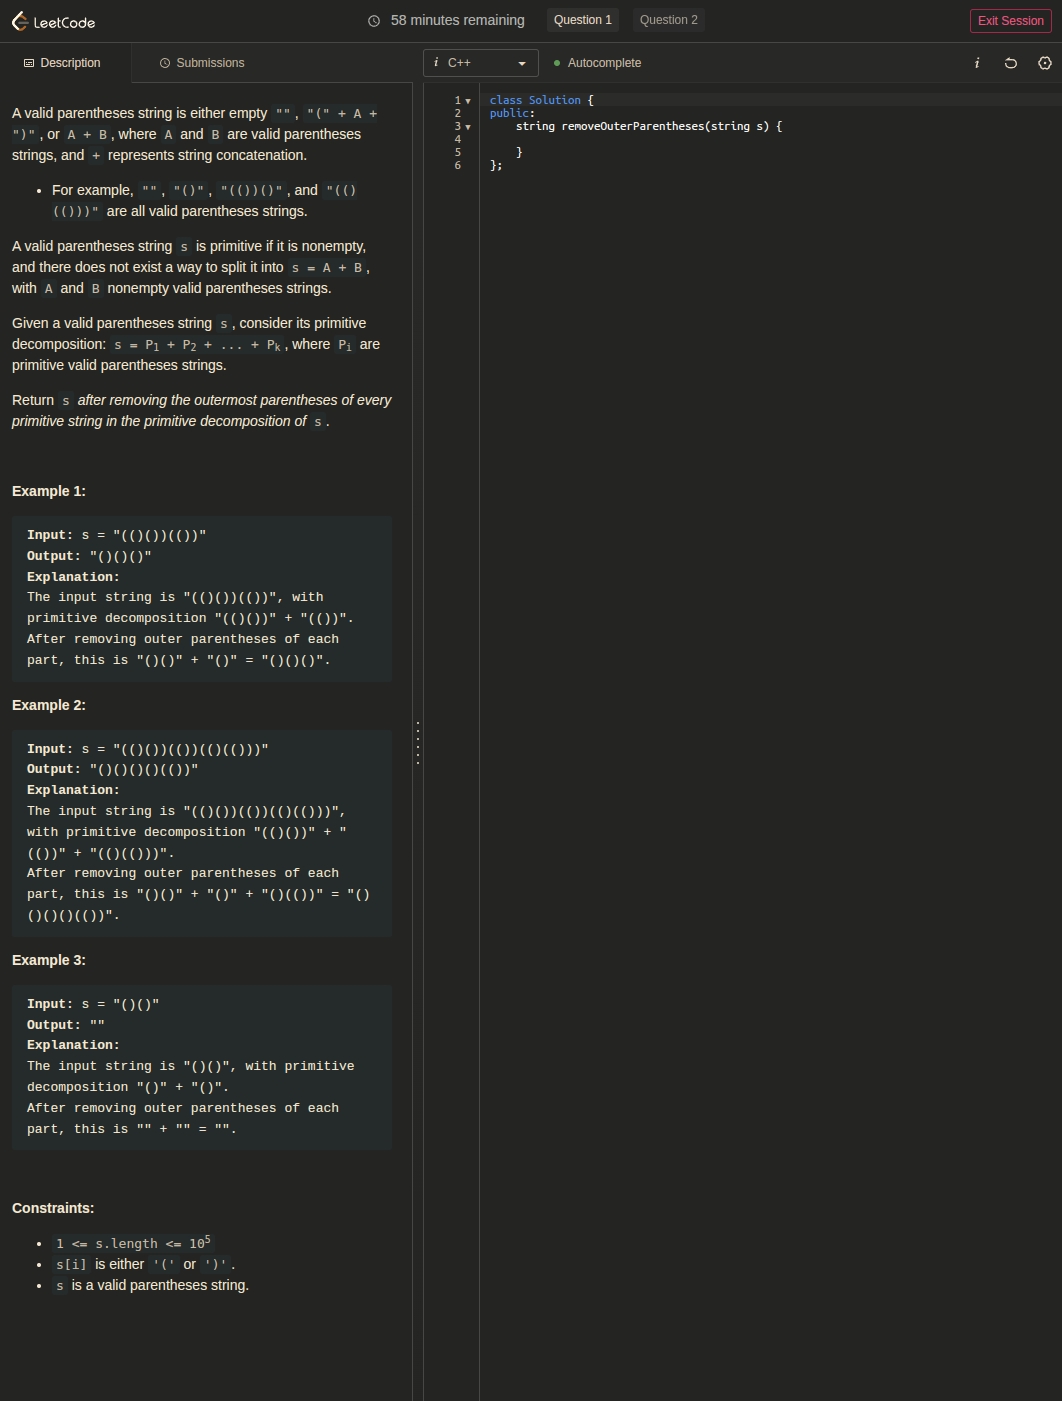 LeetCode
58 minutes remaining
Question 1
Question 2
Exit Session
Description
Submissions
i C++
Autocomplete
i
A valid parentheses string is either empty "", "(" + A +
")", or A + B, where A and B are valid parentheses
strings, and + represents string concatenation.
• For example, "", "()", "(())()", and "(()
(()))" are all valid parentheses strings.
A valid parentheses string s is primitive if it is nonempty,
and there does not exist a way to split it into s = A + B,
with A and B nonempty valid parentheses strings.
Given a valid parentheses string s, consider its primitive
decomposition: s = P1 + P2 + ... + Pk, where Pi are
primitive valid parentheses strings.
Return s after removing the outermost parentheses of every
primitive string in the primitive decomposition of s.
Example 1:
Input: s = "(()())(())"
Output: "()()()"
Explanation:
The input string is "(()())(())", with
primitive decomposition "(()())" + "(())".
After removing outer parentheses of each
part, this is "()()" + "()" = "()()()".
Example 2:
Input: s = "(()())(())(()(()))"
Output: "()()()()(())"
Explanation:
The input string is "(()())(())(()(()))",
with primitive decomposition "(()())" + "
(())" + "(()(()))".
After removing outer parentheses of each
part, this is "()()" + "()" + "()(())" = "()
()()()(())".
Example 3:
Input: s = "()()"
Output: ""
Explanation:
The input string is "()()", with primitive
decomposition "()" + "()".
After removing outer parentheses of each
part, this is "" + "" = "".
Constraints:
• 1 <= s.length <= 10^5
• s[i] is either '(' or ')'.
• s is a valid parentheses string.
1 class Solution {
2 public:
3     string removeOuterParentheses(string s) {
4
5     }
6 };